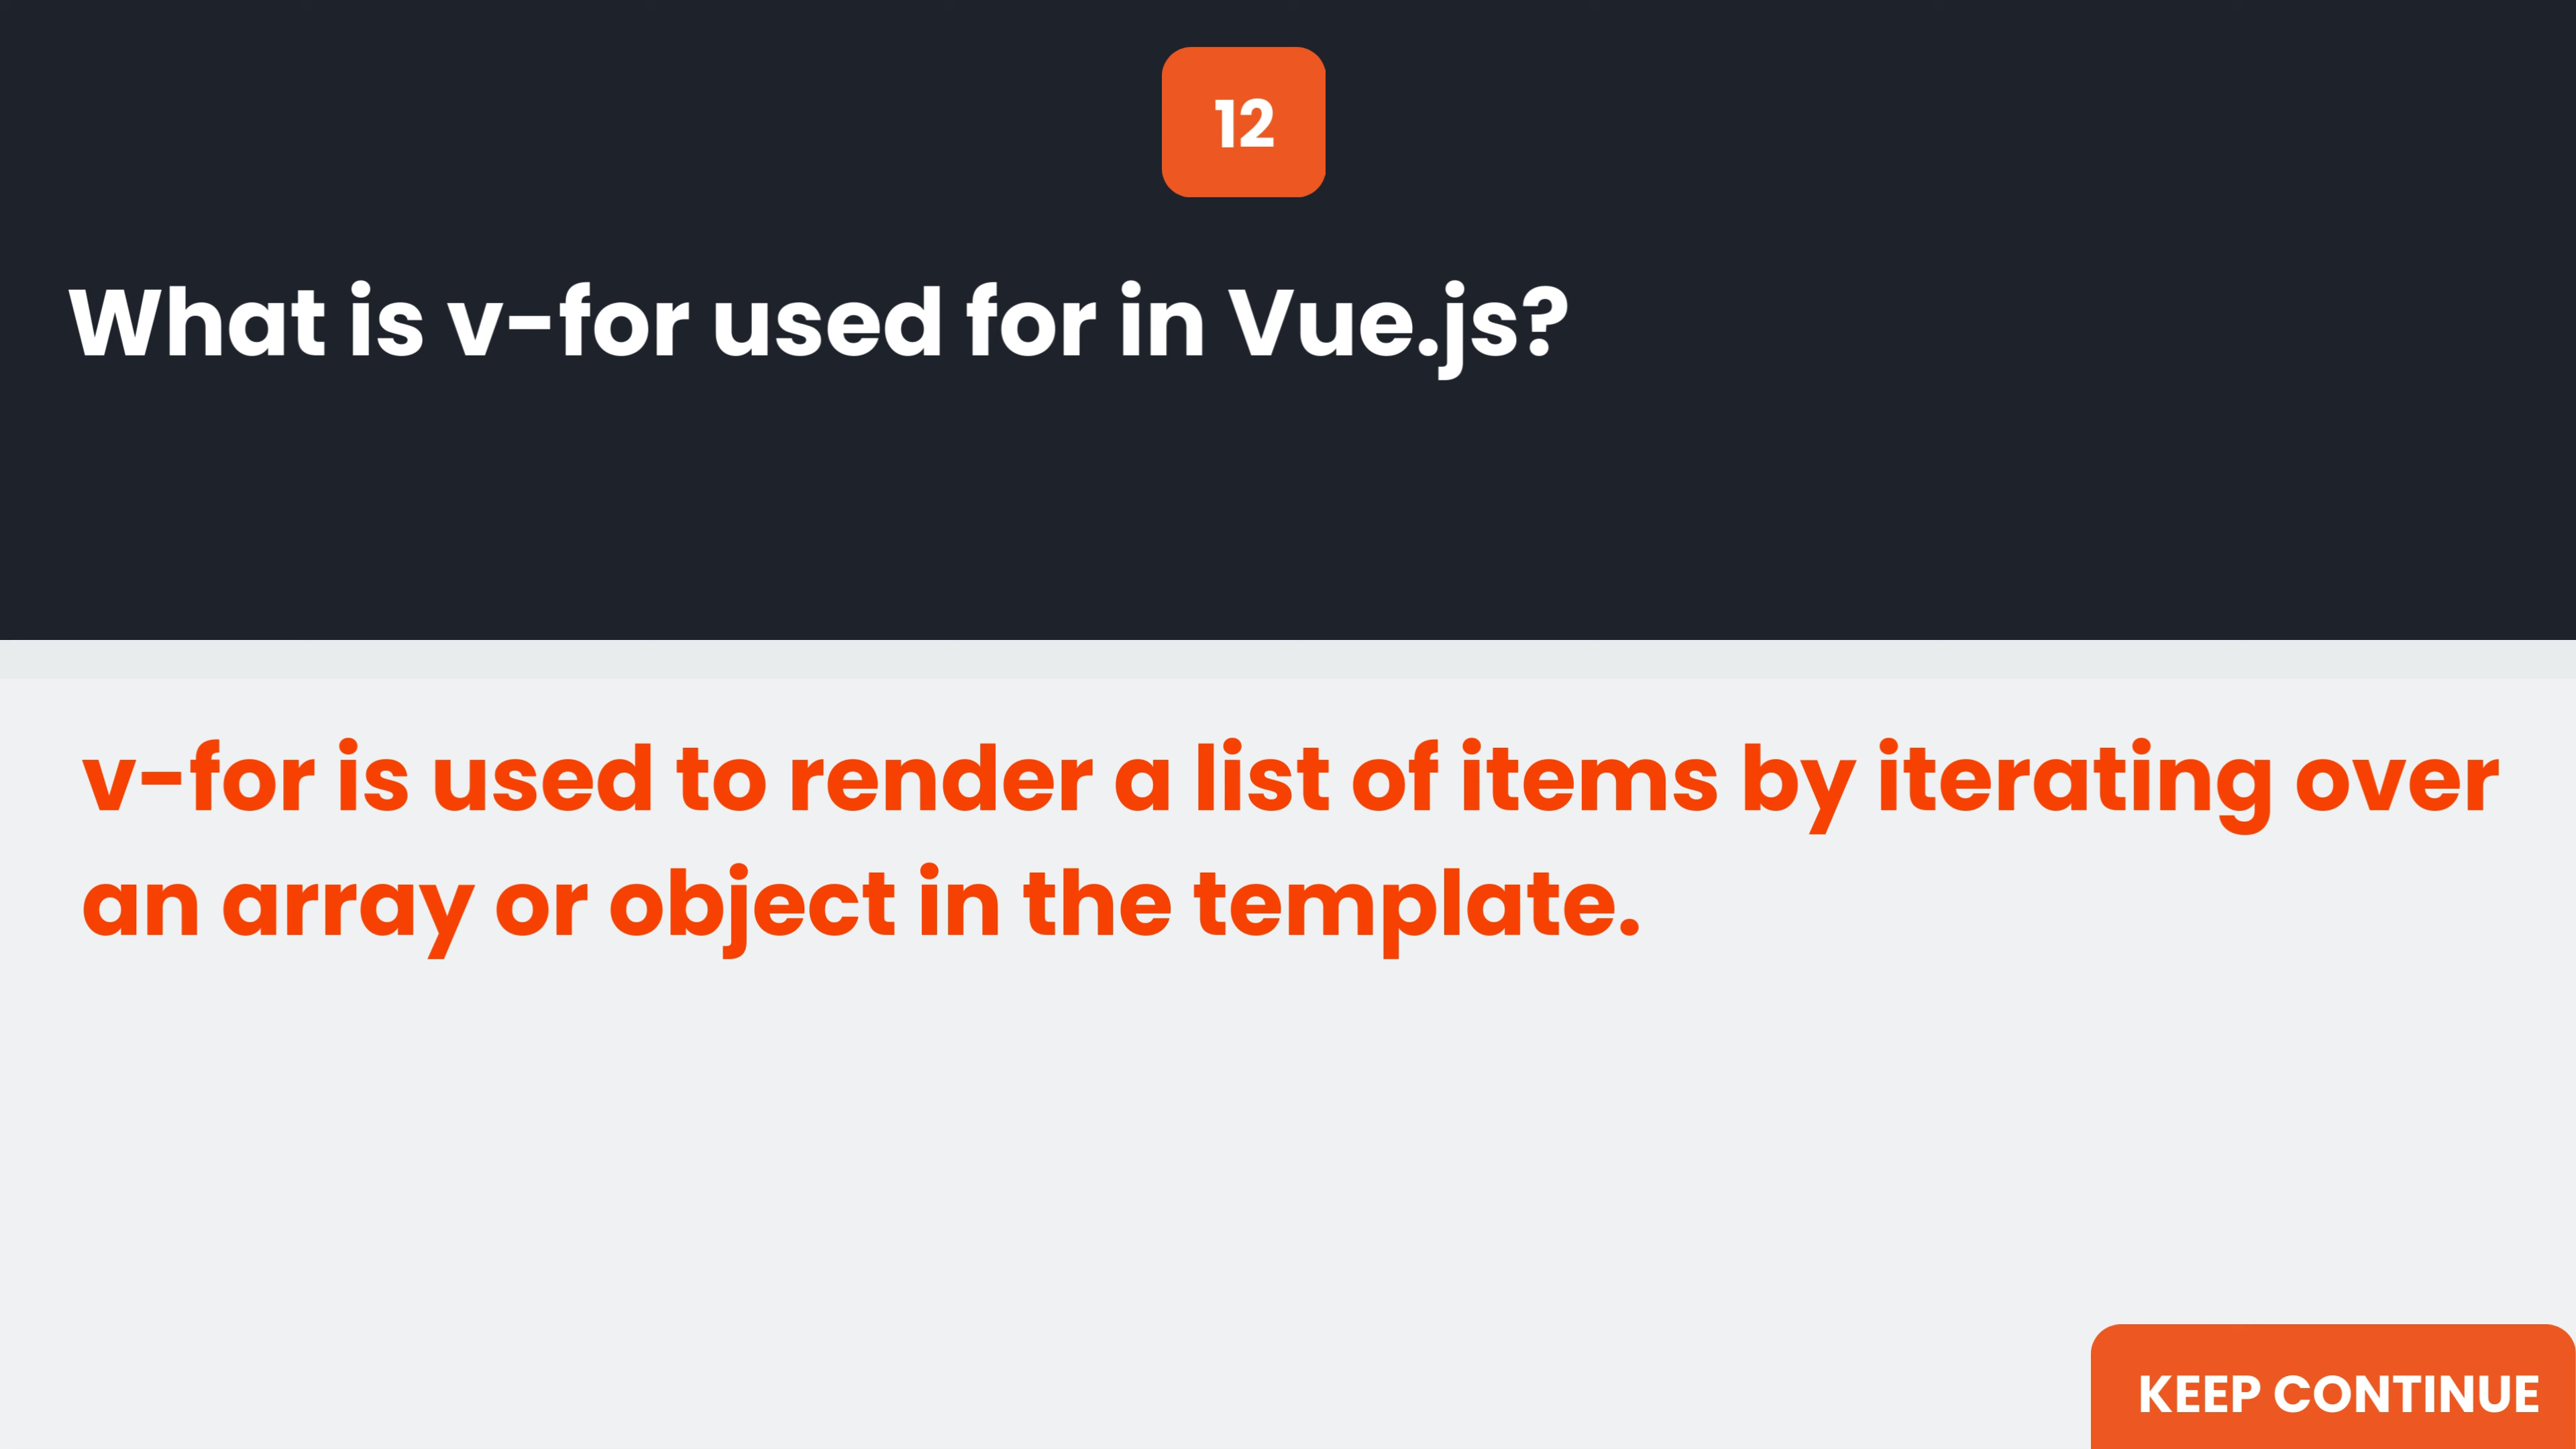 12
What is v-for used for in Vue.js?
v-for is used to render a list of items by iterating over
an array or object in the template.
KEEP CONTINUE